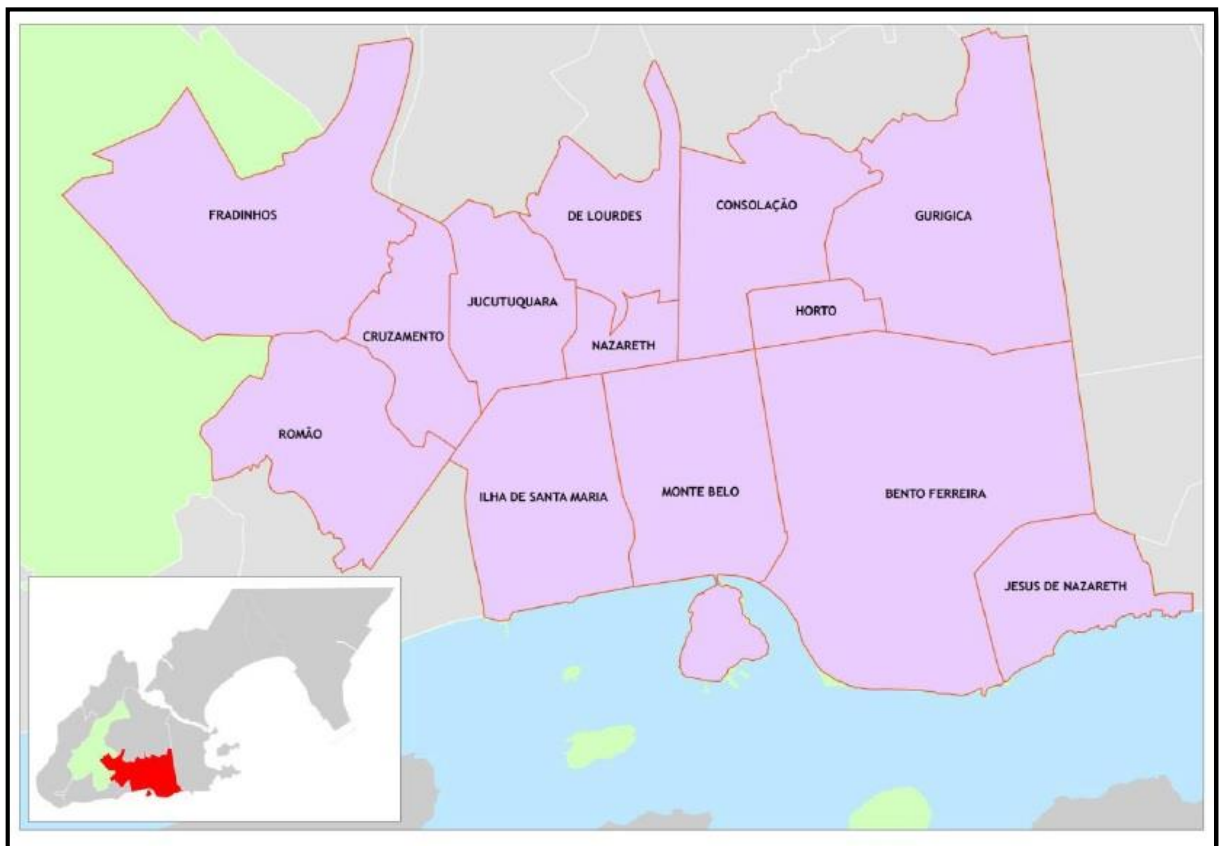 FRADINHOS
DE LOURDES
CONSOLAÇÃO
GURIGICA
JUCUTUQUARA
HORTO
CRUZAMENTO
NAZARETH
ROMÃO
ILHA DE SANTA MARIA
MONTE BELO
BENTO FERREIRA
JESUS DE NAZARETH